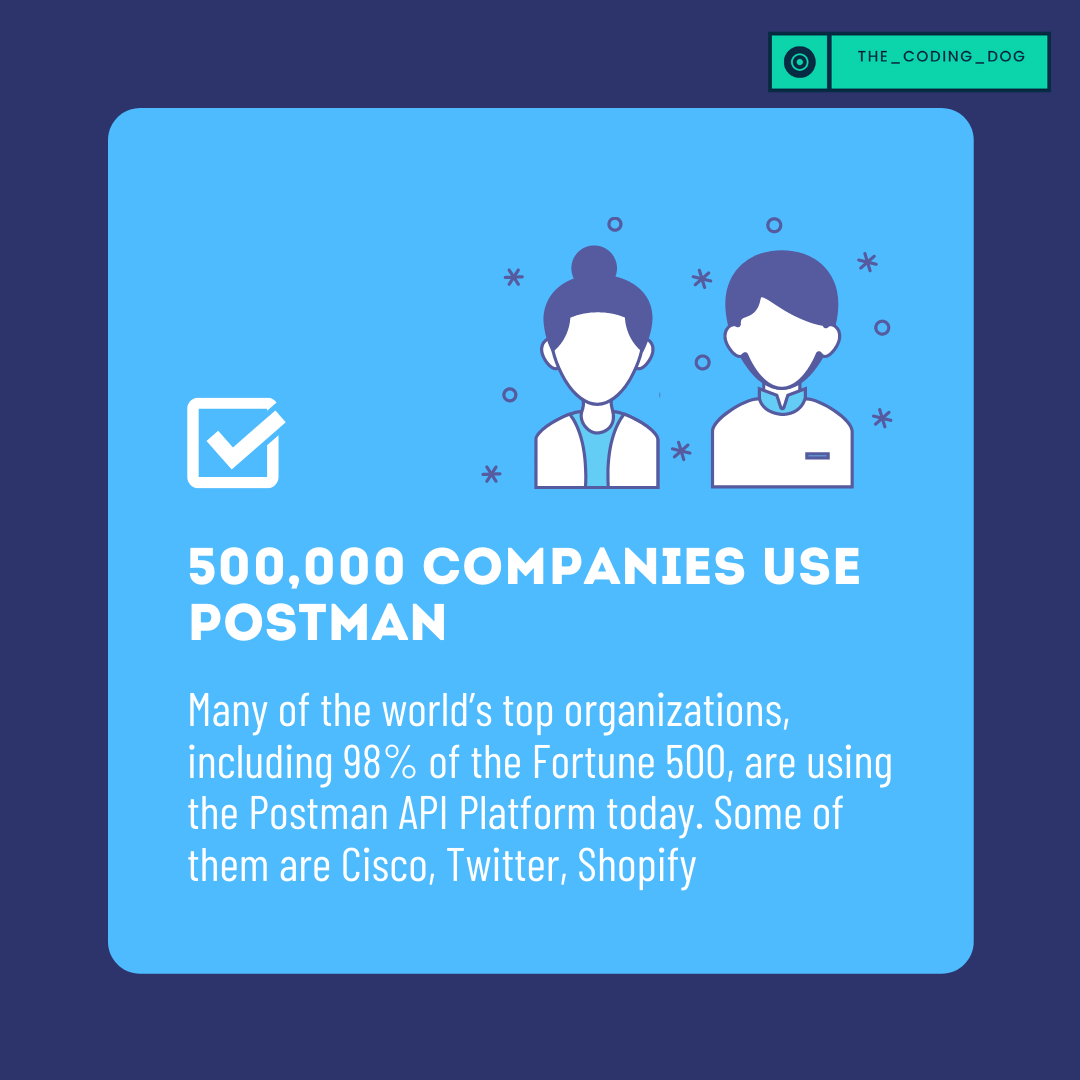 THE_CODING_DOG
500,000 COMPANIES USE
POSTMAN
Many of the world’s top organizations,
including 98% of the Fortune 500, are using
the Postman API Platform today. Some of
them are Cisco, Twitter, Shopify